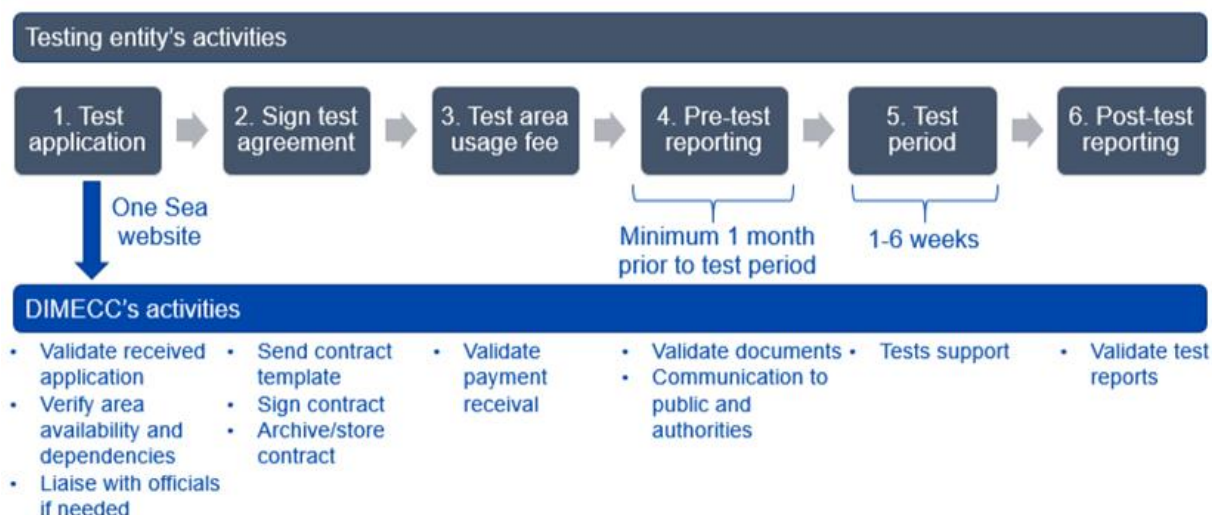 Testing entity's activities
1. Test
application
2. Sign test
agreement
3. Test area
usage fee
4. Pre-test
reporting
5. Test
period
6. Post-test
reporting
One Sea
website
Minimum 1 month
prior to test period
1-6 weeks
DIMECC's activities
• Validate received
application
• Verify area
availability and
dependencies
• Liaise with officials
if needed
• Send contract
template
• Sign contract
• Archive/store
contract
• Validate
payment
receival
• Validate documents
• Communication to
public and
authorities
• Tests support
• Validate test
reports